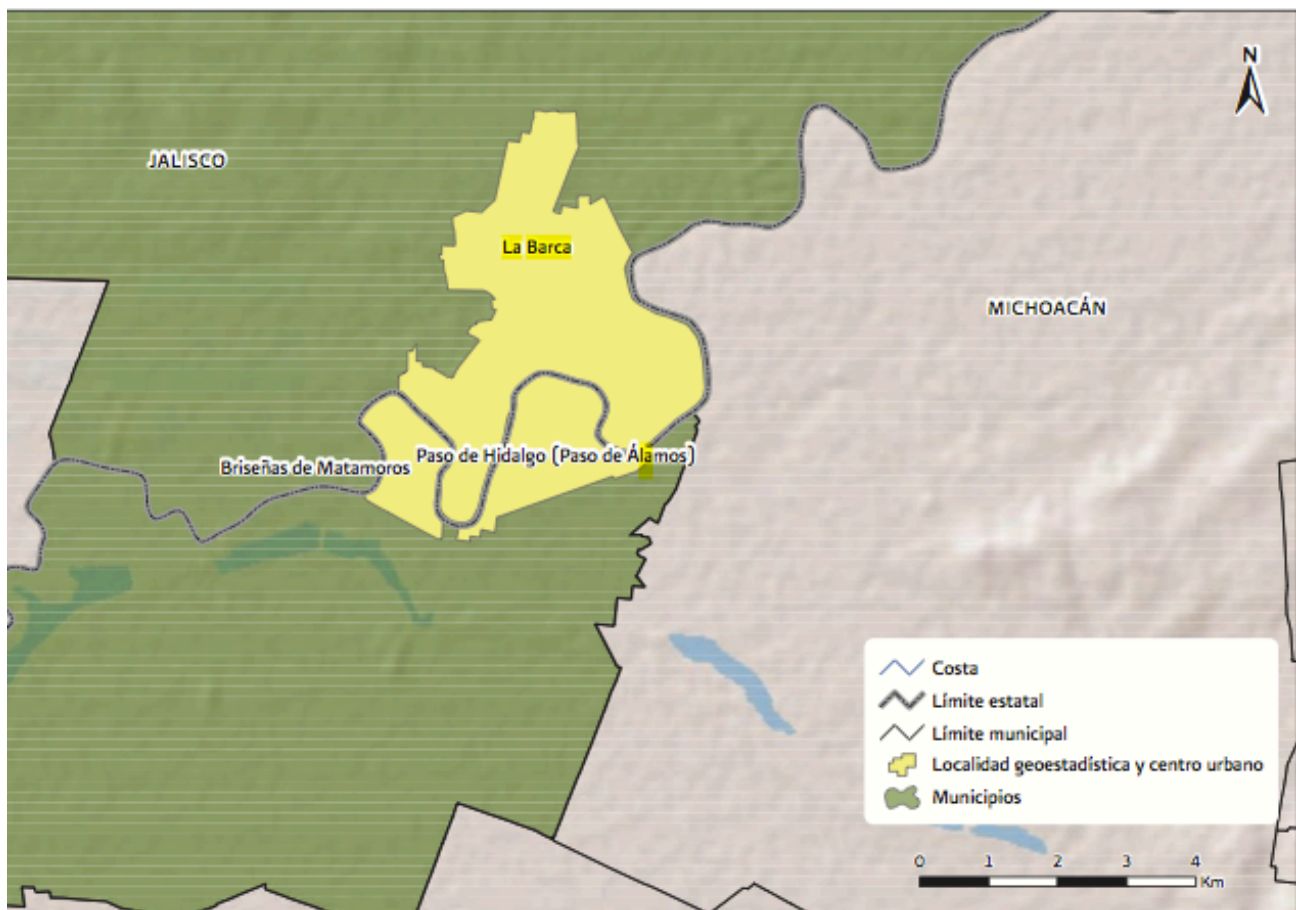 N
JALISCO
La Barca
MICHOACÁN
Paso de Hidalgo (Paso de Álamos)
Briseñas de Matamoros
Costa
Límite estatal
Límite municipal
Localidad geoestadística y centro urbano
Municipios
0 1 2 3 4
Km